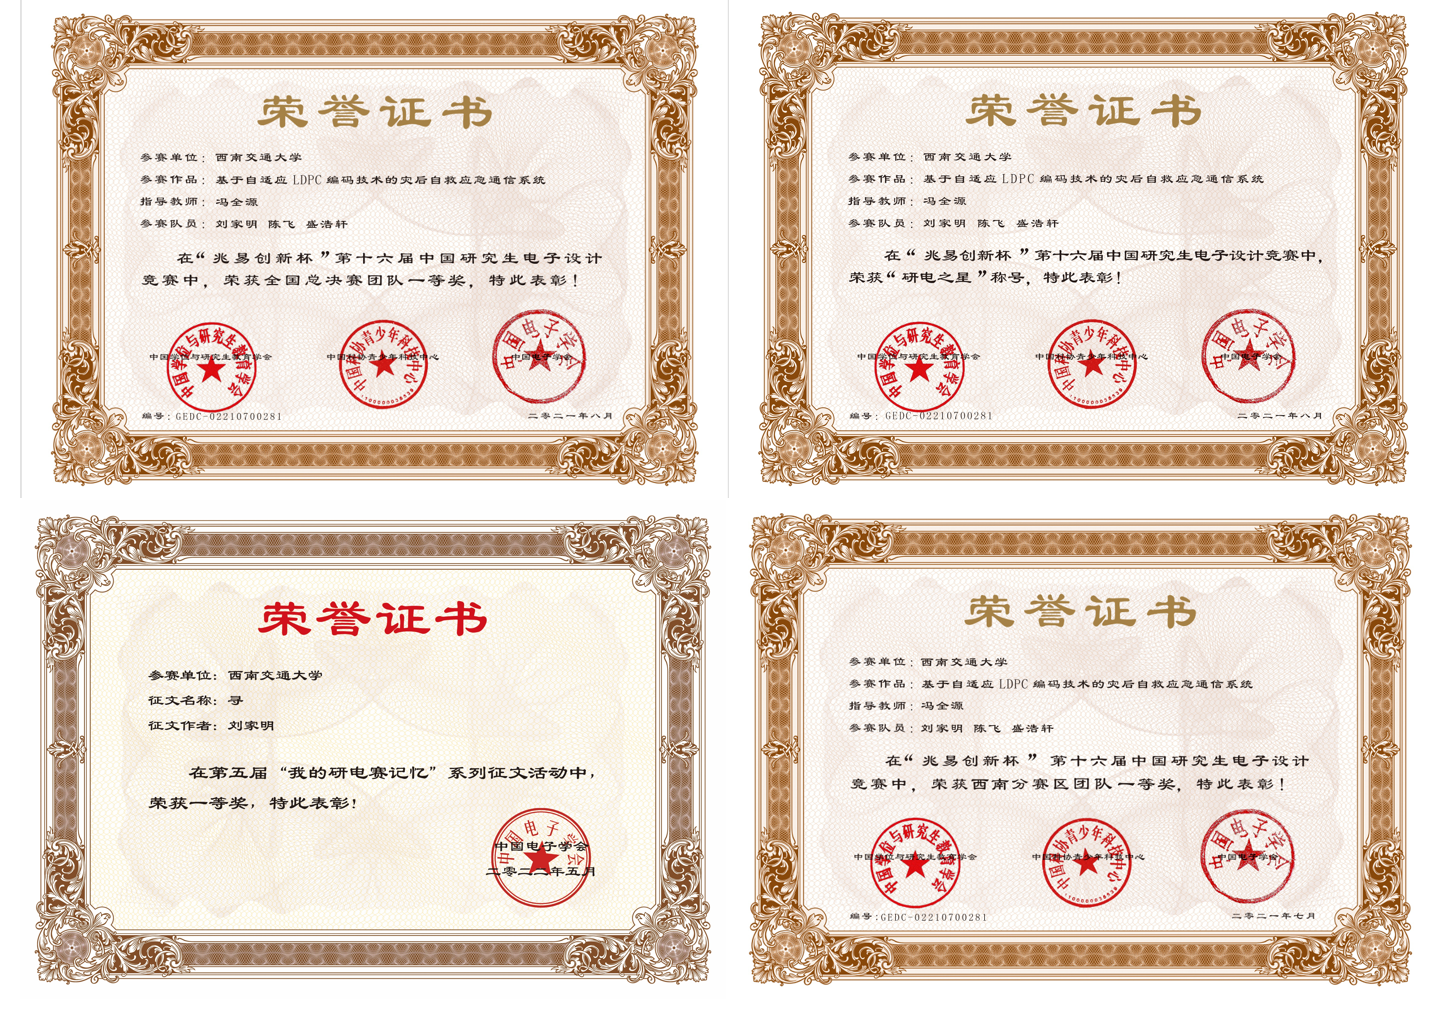 荣誉证书
参赛单位：西南交通大学
参赛作品：基于自适应 LDPC 编码技术的灾后自救应急通信系统
指导教师：冯全源
参赛队员：刘家明 陈飞 盛浩轩
在“兆易创新杯”第十六届中国研究生电子设计
竞赛中，荣获全国总决赛团队一等奖，特此表彰！
中国学位与研究生教育学会
中国科协青少年科技中心
中国电子学会
中国学位与研究生教育学会
中国科协青少年科技中心
中国电子学会
编号：GEDC-02210700281
二零二一年八月
荣誉证书
参赛单位：西南交通大学
参赛作品：基于自适应 LDPC 编码技术的灾后自救应急通信系统
指导教师：冯全源
参赛队员：刘家明 陈飞 盛浩轩
在“兆易创新杯”第十六届中国研究生电子设计竞赛中，
荣获“研电之星”称号，特此表彰！
中国学位与研究生教育学会
中国科协青少年科技中心
中国电子学会
中国学位与研究生教育学会
中国科协青少年科技中心
中国电子学会
编号：GEDC-02210700281
二零二一年八月
荣誉证书
参赛单位：西南交通大学
征文名称：寻
征文作者：刘家明
在第五届“我的研电赛记忆”系列征文活动中，
荣获一等奖，特此表彰！
中国电子学会
中国电子学会
二零二二年五月
荣誉证书
参赛单位：西南交通大学
参赛作品：基于自适应 LDPC 编码技术的灾后自救应急通信系统
指导教师：冯全源
参赛队员：刘家明 陈飞 盛浩轩
在“兆易创新杯”第十六届中国研究生电子设计
竞赛中，荣获西南分赛区团队一等奖，特此表彰！
中国学位与研究生教育学会
中国科协青少年科技中心
中国电子学会
中国学位与研究生教育学会
中国科协青少年科技中心
中国电子学会
编号：GEDC-02210700281
二零二一年七月